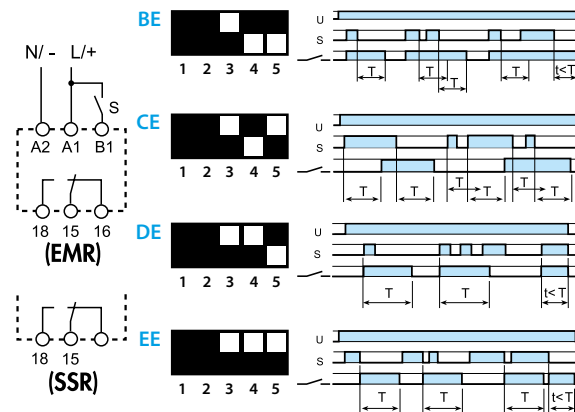 N/ - L/+
S
A2 A1 B1
18 15 16
(EMR)
18 15
(SSR)
BE
1 2 3 4 5
U
S
T T T t<T
T
CE
1 2 3 4 5
U
S
T T T T T T
DE
1 2 3 4 5
U
S
T T t<T
EE
1 2 3 4 5
U
S
T T T t<T